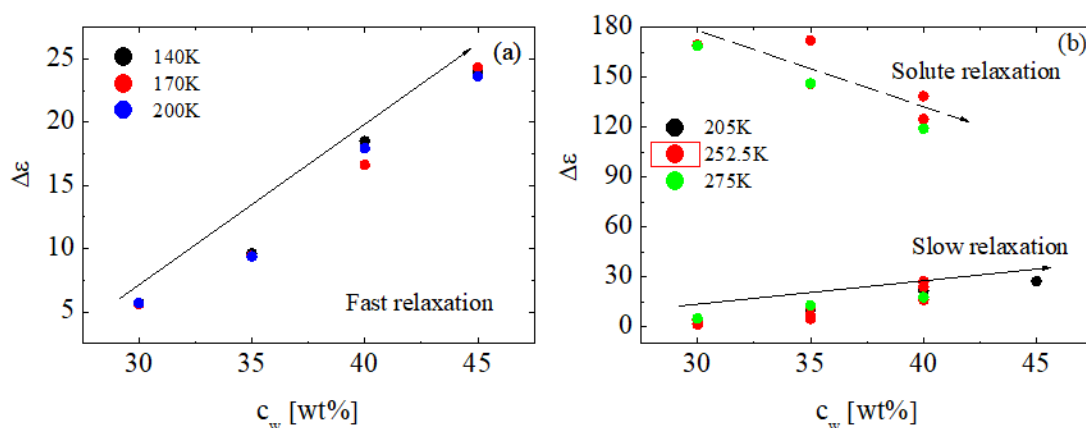 (a)
25
20
15
10
5
Δε
140K
170K
200K
Fast relaxation
30
35
40
45
c_w [wt%]
(b)
180
150
120
90
60
30
0
Δε
Solute relaxation
205K
252.5K
275K
Slow relaxation
30
35
40
45
c_w [wt%]